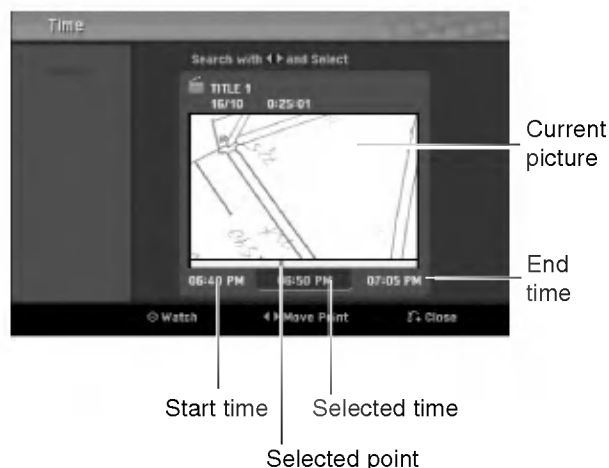 Time
Search with ◄ ► and Select
TITLE 1
16/10 0:25:01
Current
picture
06:40 PM 06:50 PM 07:05 PM
End
time
Watch ◄ ► Move Point Close
Start time Selected time
Selected point